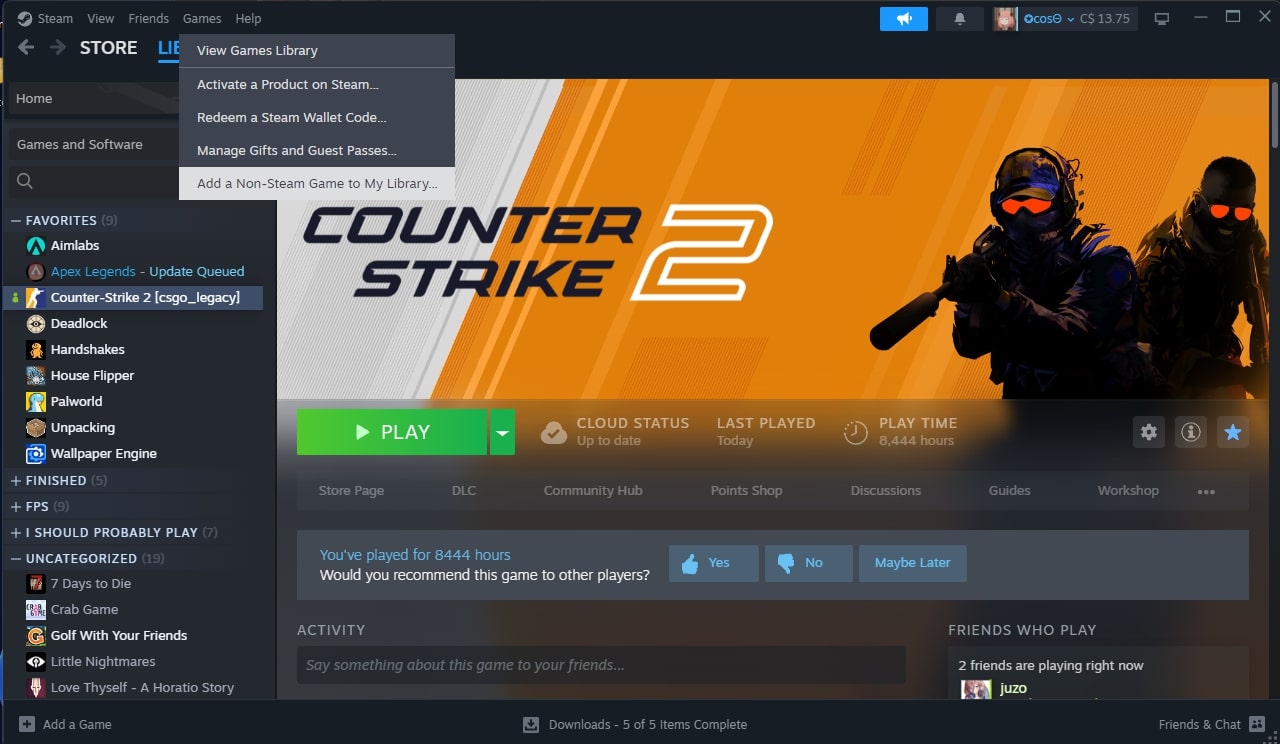 Steam View Friends Games Help
✪cosΘ C$ 13.75
STORE LIB
View Games Library
Activate a Product on Steam...
Redeem a Steam Wallet Code...
Manage Gifts and Guest Passes...
Add a Non-Steam Game to My Library...
Home
Games and Software
— FAVORITES (9)
Aimlabs
Apex Legends - Update Queued
Counter-Strike 2 [csgo_legacy]
Deadlock
Handshakes
House Flipper
Palworld
Unpacking
Wallpaper Engine
+ FINISHED (5)
+ FPS (9)
+ I SHOULD PROBABLY PLAY (7)
— UNCATEGORIZED (19)
7 Days to Die
Crab Game
Golf With Your Friends
Little Nightmares
Love Thyself - A Horatio Story
COUNTER
STRIKE 2
PLAY
CLOUD STATUS
Up to date
LAST PLAYED
Today
PLAY TIME
8,444 hours
Store Page DLC Community Hub Points Shop Discussions Guides Workshop •••
You've played for 8444 hours
Would you recommend this game to other players?
Yes No Maybe Later
ACTIVITY
Say something about this game to your friends...
FRIENDS WHO PLAY
2 friends are playing right now
juzo
Add a Game
Downloads - 5 of 5 Items Complete
Friends & Chat